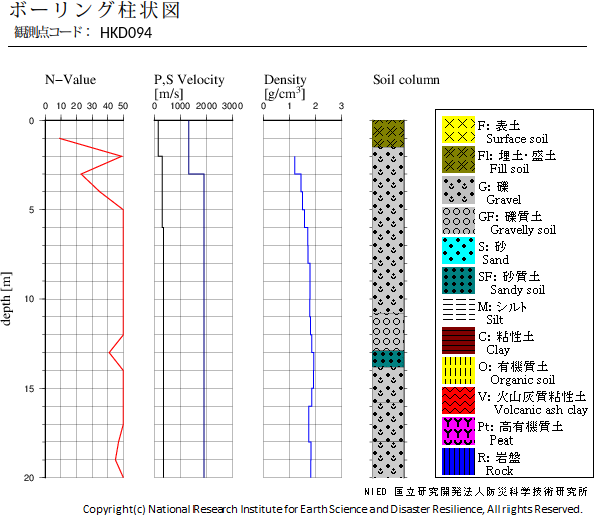 ボーリング柱状図
観測点コード： HKD094
N-Value
P,S Velocity
[m/s]
Density
[g/cm³]
Soil column
0 10 20 30 40 50
0 1000 2000 3000
0 1 2 3
0
5
10
15
20
depth [m]
F: 表土
Surface soil
Fl: 埋土・盛土
Fill soil
G: 礫
Gravel
GF: 礫質土
Gravelly soil
S: 砂
Sand
SF: 砂質土
Sandy soil
M: シルト
Silt
C: 粘性土
Clay
O: 有機質土
Organic soil
V: 火山灰質粘性土
Volcanic ash clay
Pt: 高有機質土
Peat
R: 岩盤
Rock
NIED 国立研究開発法人防災科学技術研究所
Copyright(c) National Research Institute for Earth Science and Disaster Resilience, All rights Reserved.